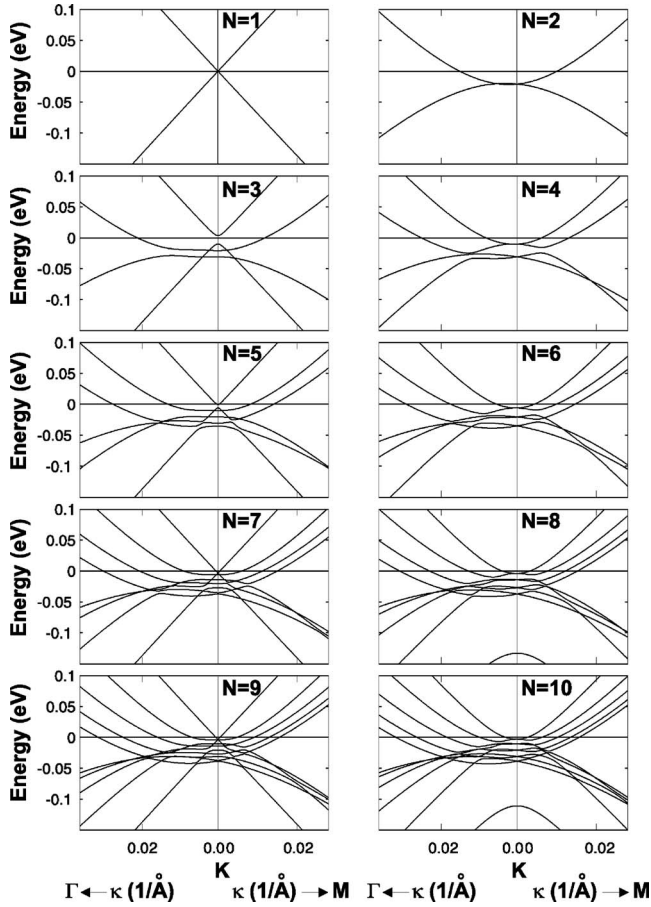 0.1
0.05
0
-0.05
-0.1
Energy (eV)
N=1
N=2
0.1
0.05
0
-0.05
-0.1
Energy (eV)
N=3
N=4
0.1
0.05
0
-0.05
-0.1
Energy (eV)
N=5
N=6
0.1
0.05
0
-0.05
-0.1
Energy (eV)
N=7
N=8
0.1
0.05
0
-0.05
-0.1
Energy (eV)
N=9
N=10
0.02 0.00 0.02 0.02 0.00 0.02
K K
Γ ← κ (1/Å) κ (1/Å) → M Γ ← κ (1/Å) κ (1/Å) → M